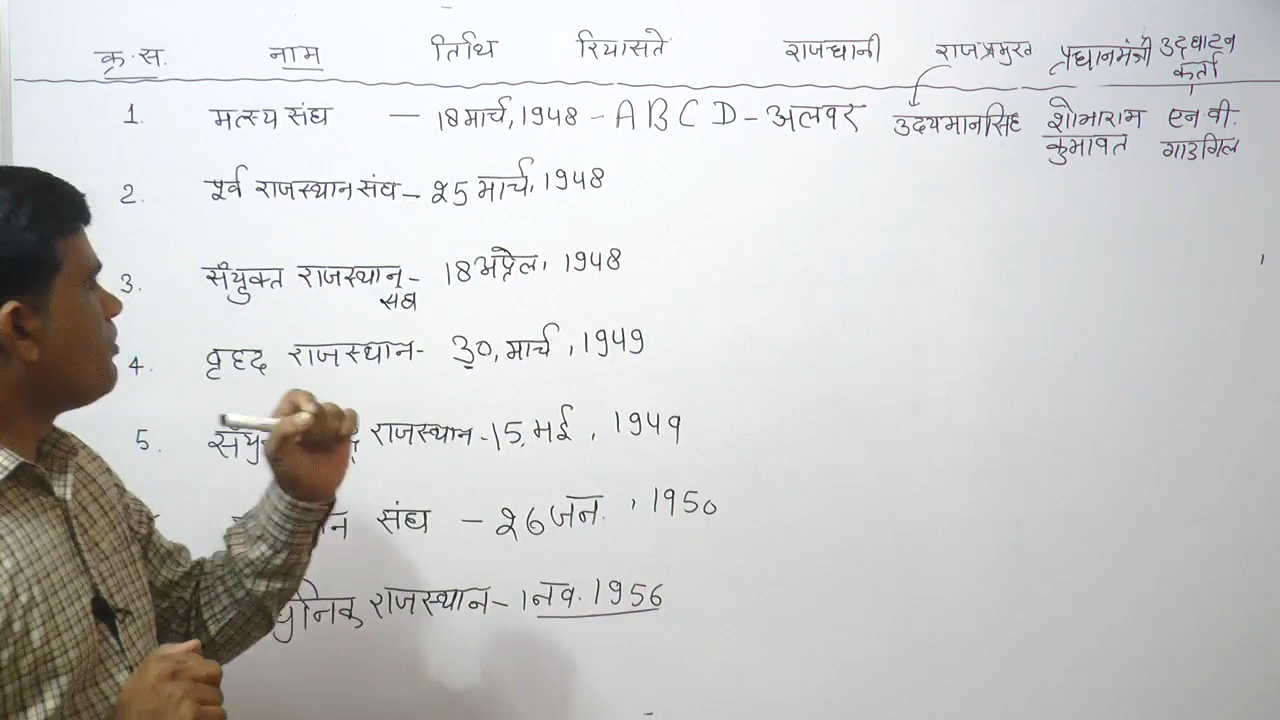 क्र.स. नाम तिथि रियासते राजधानी राजप्रमुख प्रधानमंत्री उदघाटन कर्ता
1. मत्स्य संघ — 18 मार्च, 1948 - A B C D - अलवर उदयभानसिंह शोभाराम कुमावत एन.वी. गाडगिल
2. पूर्व राजस्थान संघ - 25 मार्च, 1948
3. संयुक्त राजस्थान - 18 अप्रेल, 1948
संघ
4. वृहद राजस्थान - 30, मार्च, 1949
5. राजस्थान - 15, मई, 1949
संघ - 26 जन., 1950
राजस्थान - 1 नव. 1956